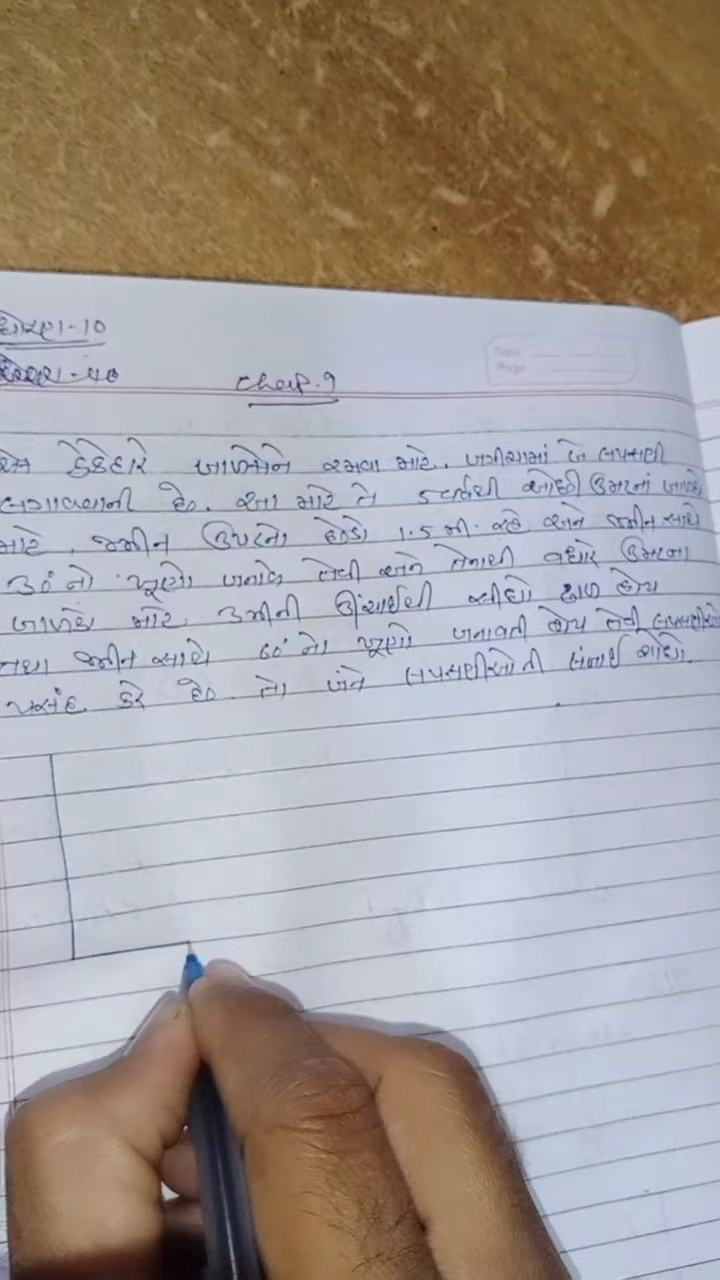 ધોરણ-10
Chap. 9
એક કોન્ટ્રાક્ટરે બાળકોને રમવા માટે બગીચામાં બે લપસણી
લગાવવાની છે. આ માટે તે 5 વર્ષથી ઓછી ઉંમરનાં બાળકો
માટે, જમીન ઉપરનો છેડો 1.5 મી. રહે અને જમીન સાથે
30° નો ખૂણો બનાવે તેવી અને તેનાથી વધારે ઉંમરના
બાળકો માટે 3 મીની ઊંચાઈથી સીધો ઢાળ હોય
તથા જમીન સાથે 60° નો ખૂણો બનાવતી હોય તેવી લપસણીઓ
પસંદ કરે છે તો બંને લપસણીઓની લંબાઈ શોધો.